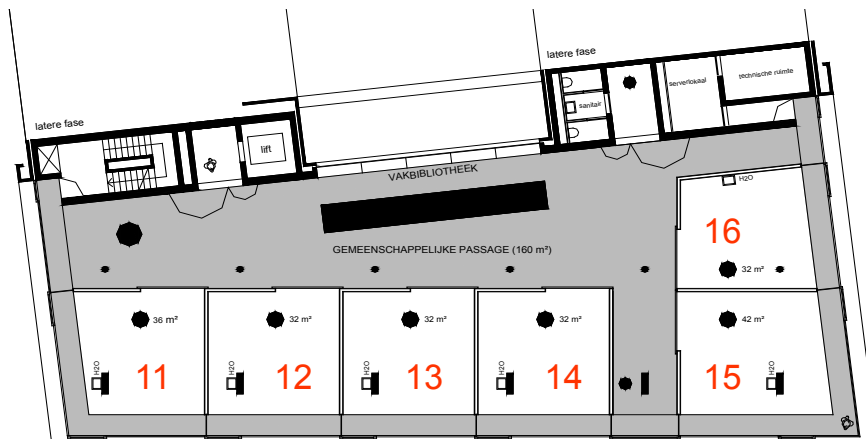 latere fase
latere fase
serverlokaal
technische ruimte
sanitair
lift
VAKBIBLIOTHEEK
H2O
16
GEMEENSCHAPPELIJKE PASSAGE (160 m²)
32 m²
36 m²
32 m²
32 m²
32 m²
42 m²
H2O
11
H2O
12
H2O
13
H2O
14
15
H2O